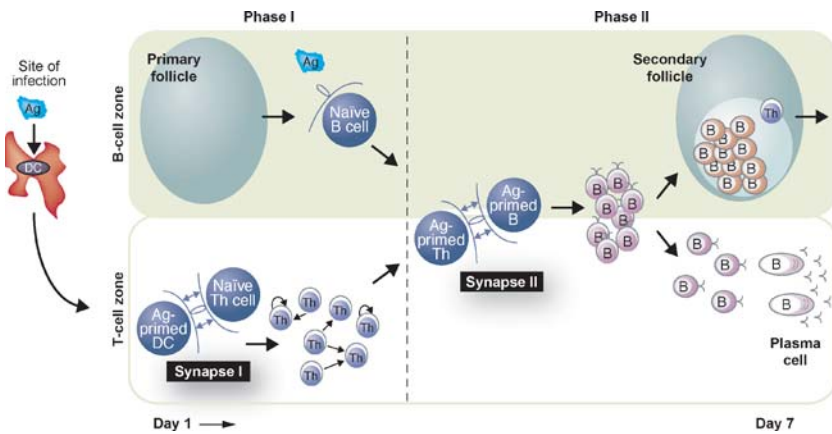 Phase I
Phase II
Site of
infection
Ag
DC
B-cell zone
Primary
follicle
Ag
Naïve
B cell
Secondary
follicle
Th
B
B
B
B
B
B
B
B
B
B
B
Ag-
primed
B
Ag-
primed
Th
Synapse II
B
B
B
B
B
B
B
B
T-cell zone
Naïve
Th cell
Ag-
primed
DC
Synapse I
Th
Th
Th
Th
Th
Th
B
B
B
B
B
B
Plasma
cell
Day 1
Day 7